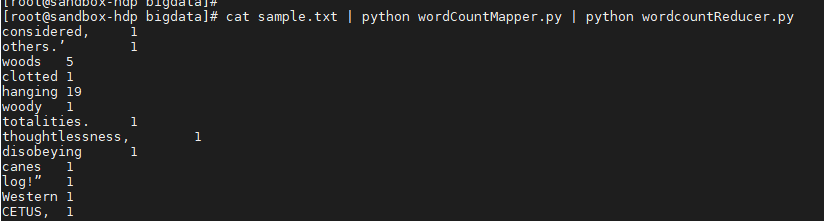 [root@sandbox-hdp bigdata]#
[root@sandbox-hdp bigdata]# cat sample.txt | python wordCountMapper.py | python wordcountReducer.py
considered, 1
others.’ 1
woods 5
clotted 1
hanging 19
woody 1
totalities. 1
thoughtlessness, 1
disobeying 1
canes 1
log!” 1
Western 1
CETUS, 1